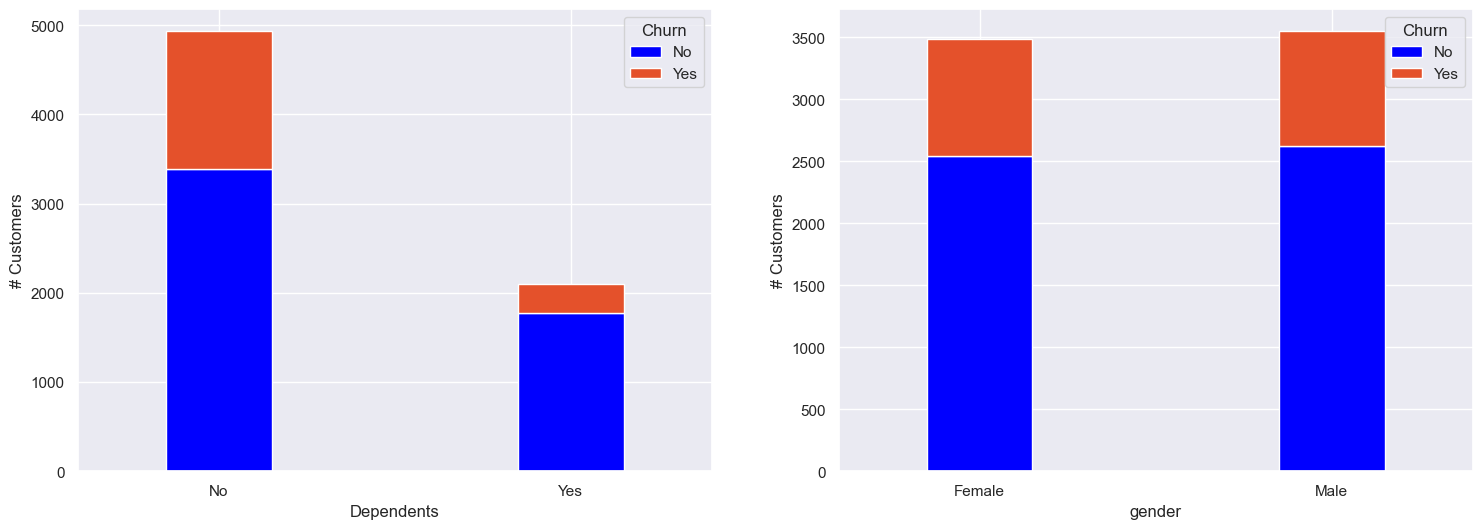 5000
4000
3000
2000
1000
0
# Customers
Churn
No
Yes
No
Yes
Dependents
3500
3000
2500
2000
1500
1000
500
0
# Customers
Churn
No
Yes
Female
Male
gender